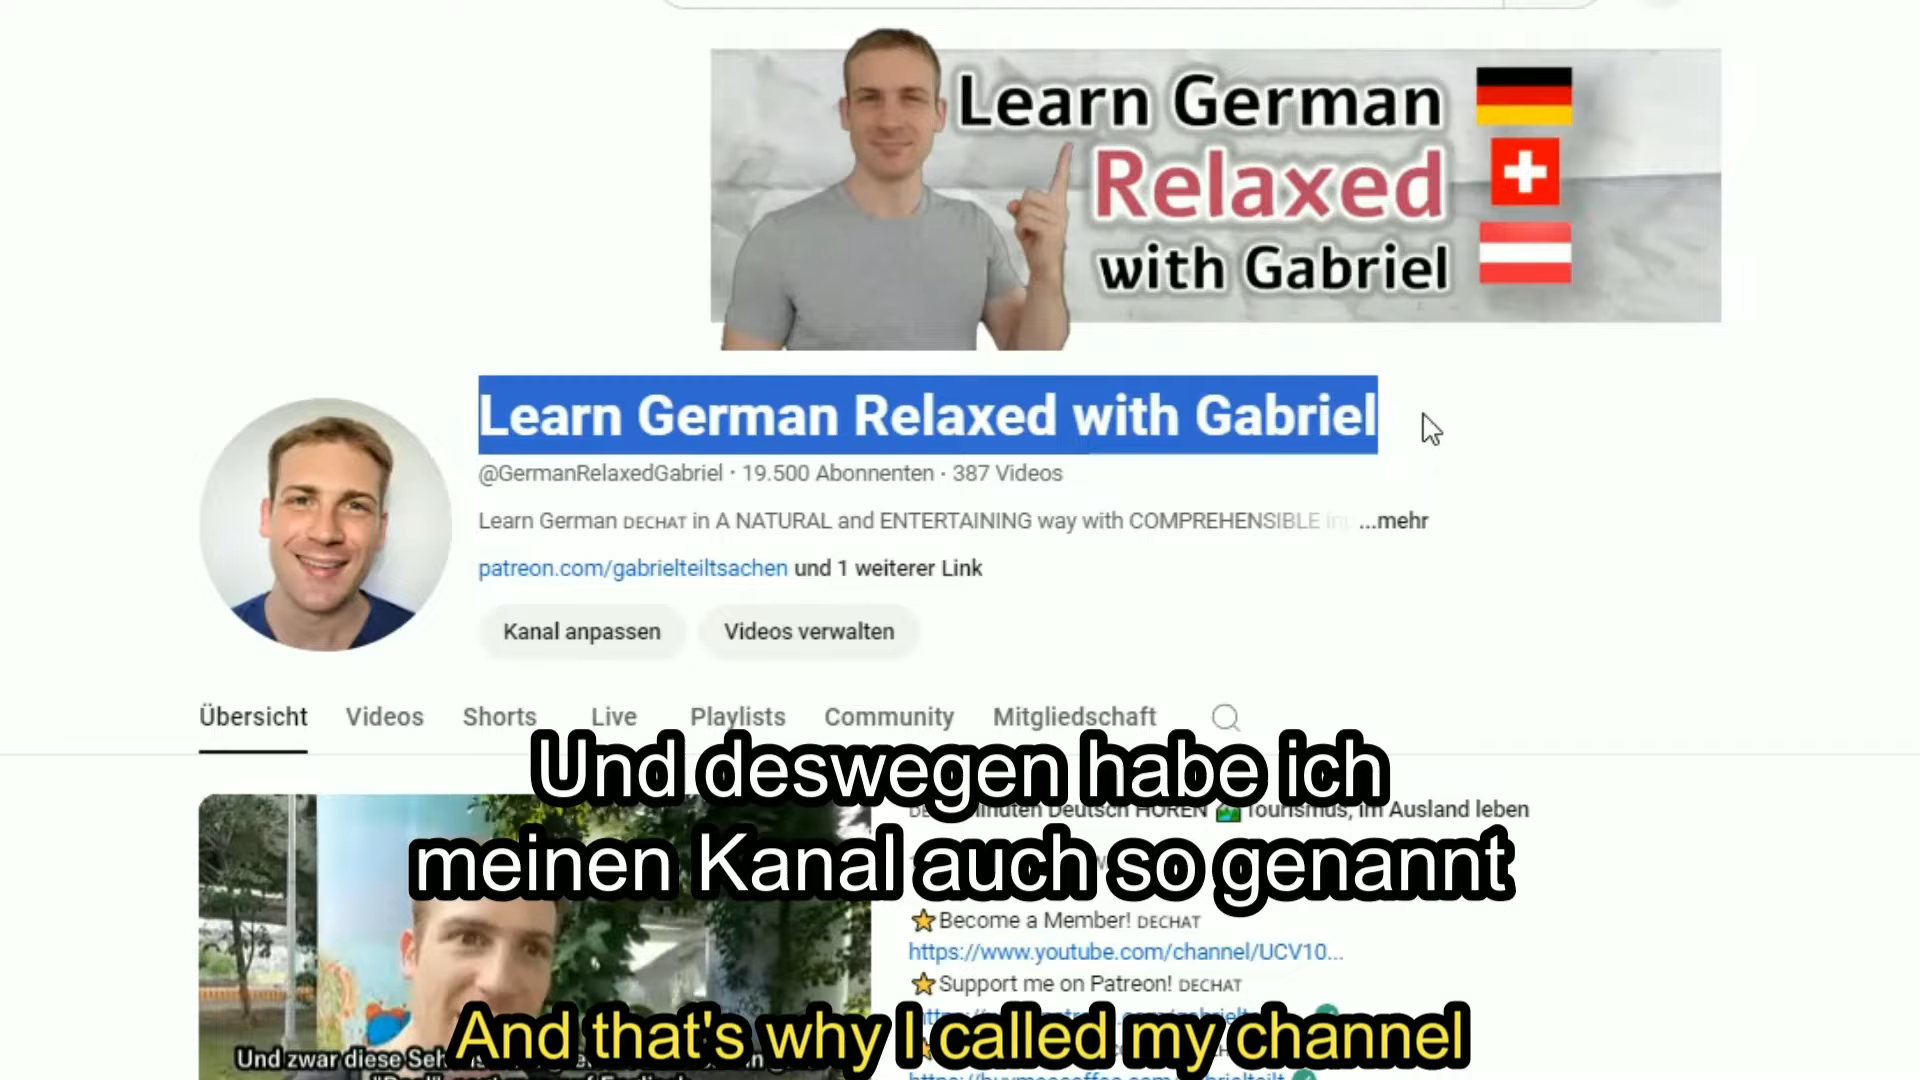 Learn German
Relaxed
with Gabriel
Learn German Relaxed with Gabriel
@GermanRelaxedGabriel · 19.500 Abonnenten · 387 Videos
Learn German DECHAT in A NATURAL and ENTERTAINING way with COMPREHENSIBLE ...mehr
patreon.com/gabrielteiltsachen und 1 weiterer Link
Kanal anpassen Videos verwalten
Übersicht Videos Shorts Live Playlists Community Mitgliedschaft
Und deswegen habe ich
Deutsch HÖREN Tourismus, im Ausland leben
meinen Kanal auch so genannt
⭐Become a Member! DECHAT
https://www.youtube.com/channel/UCV10...
⭐Support me on Patreon! DECHAT
And that's why I called my channel
Und zwar diese